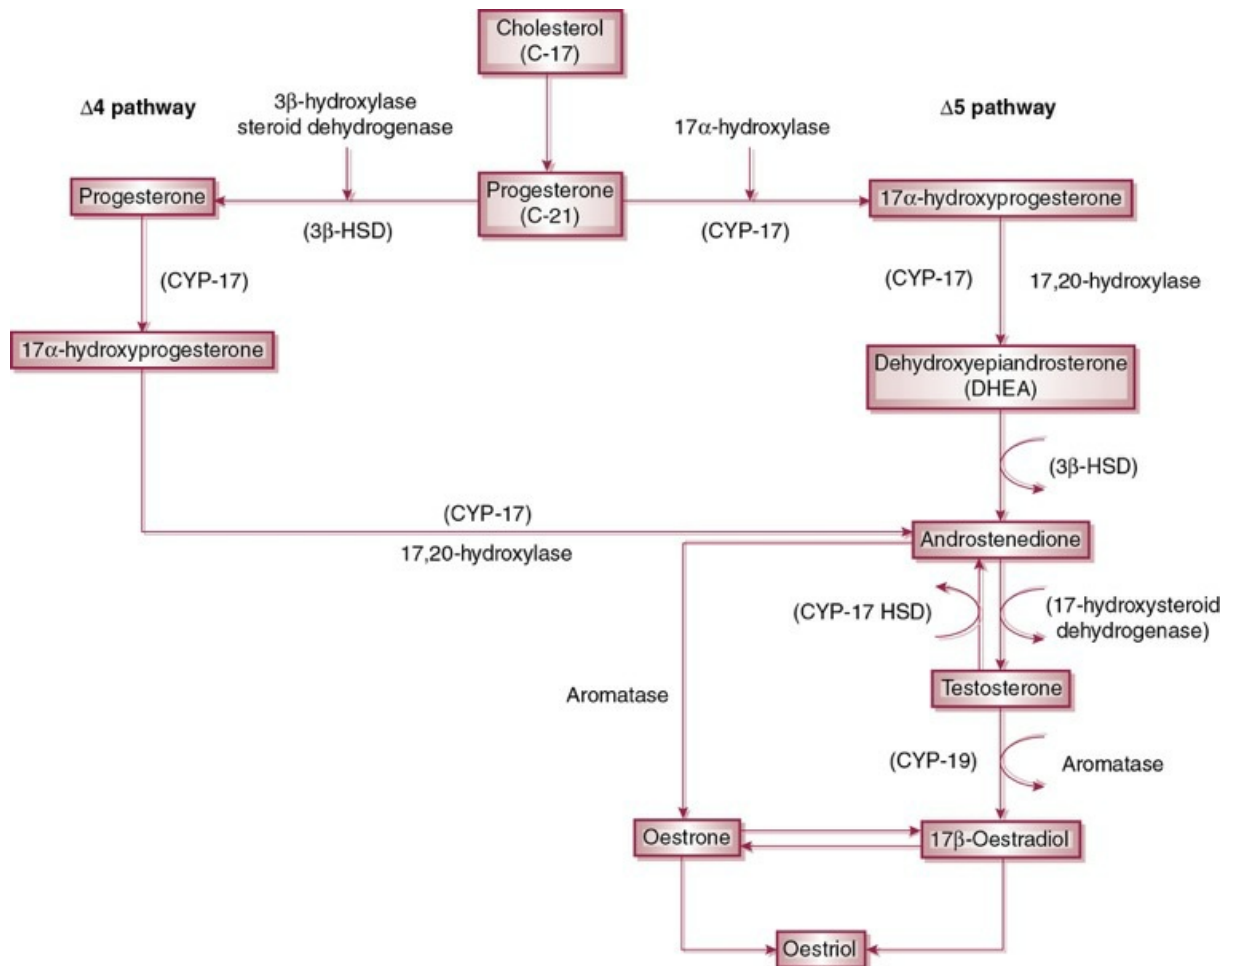 Cholesterol
(C-17)
Δ4 pathway
3β-hydroxylase
steroid dehydrogenase
17α-hydroxylase
Δ5 pathway
Progesterone
Progesterone
(C-21)
17α-hydroxyprogesterone
(3β-HSD)
(CYP-17)
(CYP-17)
(CYP-17)
17,20-hydroxylase
17α-hydroxyprogesterone
Dehydroxyepiandrosterone
(DHEA)
(3β-HSD)
(CYP-17)
17,20-hydroxylase
Androstenedione
(CYP-17 HSD)
(17-hydroxysteroid
dehydrogenase)
Testosterone
Aromatase
(CYP-19)
Aromatase
Oestrone
17β-Oestradiol
Oestriol